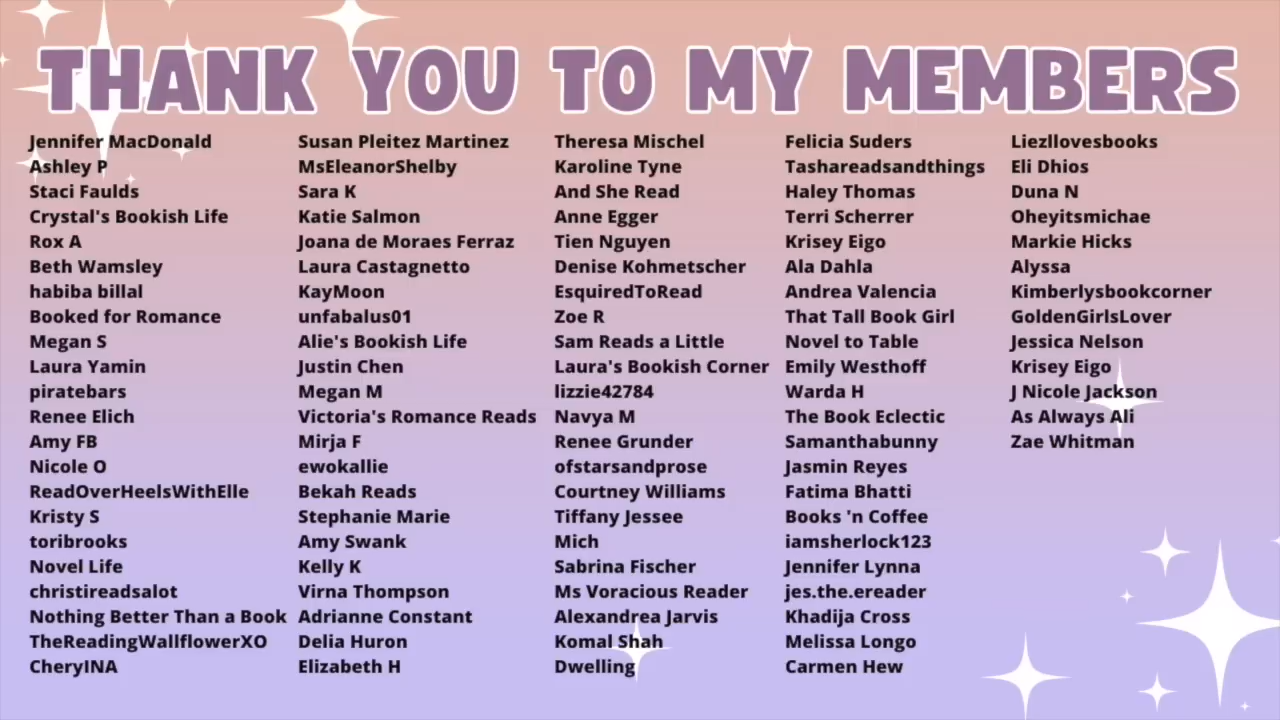 THANK YOU TO MY MEMBERS
Jennifer MacDonald
Ashley P
Staci Faulds
Crystal's Bookish Life
Rox A
Beth Wamsley
habiba billal
Booked for Romance
Megan S
Laura Yamin
piratebars
Renee Elich
Amy FB
Nicole O
ReadOverHeelsWithElle
Kristy S
toribrooks
Novel Life
christireadsalot
Nothing Better Than a Book
TheReadingWallflowerXO
CheryINA
Susan Pleitez Martinez
MsEleanorShelby
Sara K
Katie Salmon
Joana de Moraes Ferraz
Laura Castagnetto
KayMoon
unfabalus01
Alie's Bookish Life
Justin Chen
Megan M
Victoria's Romance Reads
Mirja F
ewokallie
Bekah Reads
Stephanie Marie
Amy Swank
Kelly K
Virna Thompson
Adrianne Constant
Delia Huron
Elizabeth H
Theresa Mischel
Karoline Tyne
And She Read
Anne Egger
Tien Nguyen
Denise Kohmetscher
EsquiredToRead
Zoe R
Sam Reads a Little
Laura's Bookish Corner
lizzie42784
Navya M
Renee Grunder
ofstarsandprose
Courtney Williams
Tiffany Jessee
Mich
Sabrina Fischer
Ms Voracious Reader
Alexandrea Jarvis
Komal Shah
Dwelling
Felicia Suders
Tashareadsandthings
Haley Thomas
Terri Scherrer
Krisey Eigo
Ala Dahla
Andrea Valencia
That Tall Book Girl
Novel to Table
Emily Westhoff
Warda H
The Book Eclectic
Samanthabunny
Jasmin Reyes
Fatima Bhatti
Books 'n Coffee
iamsherlock123
Jennifer Lynna
jes.the.ereader
Khadija Cross
Melissa Longo
Carmen Hew
Liezllovesbooks
Eli Dhios
Duna N
Oheyitsmichae
Markie Hicks
Alyssa
Kimberlysbookcorner
GoldenGirlsLover
Jessica Nelson
Krisey Eigo
J Nicole Jackson
As Always Ali
Zae Whitman